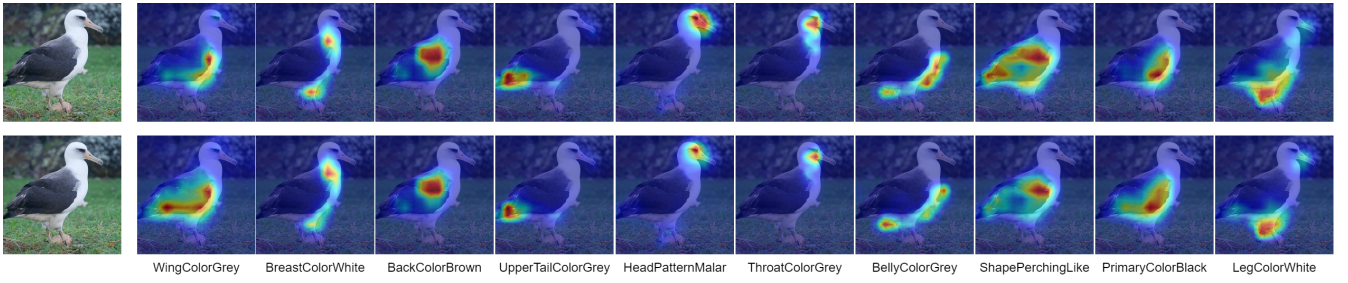 WingColorGrey BreastColorWhite BackColorBrown UpperTailColorGrey HeadPatternMalar ThroatColorGrey BellyColorGrey ShapePerchingLike PrimaryColorBlack LegColorWhite